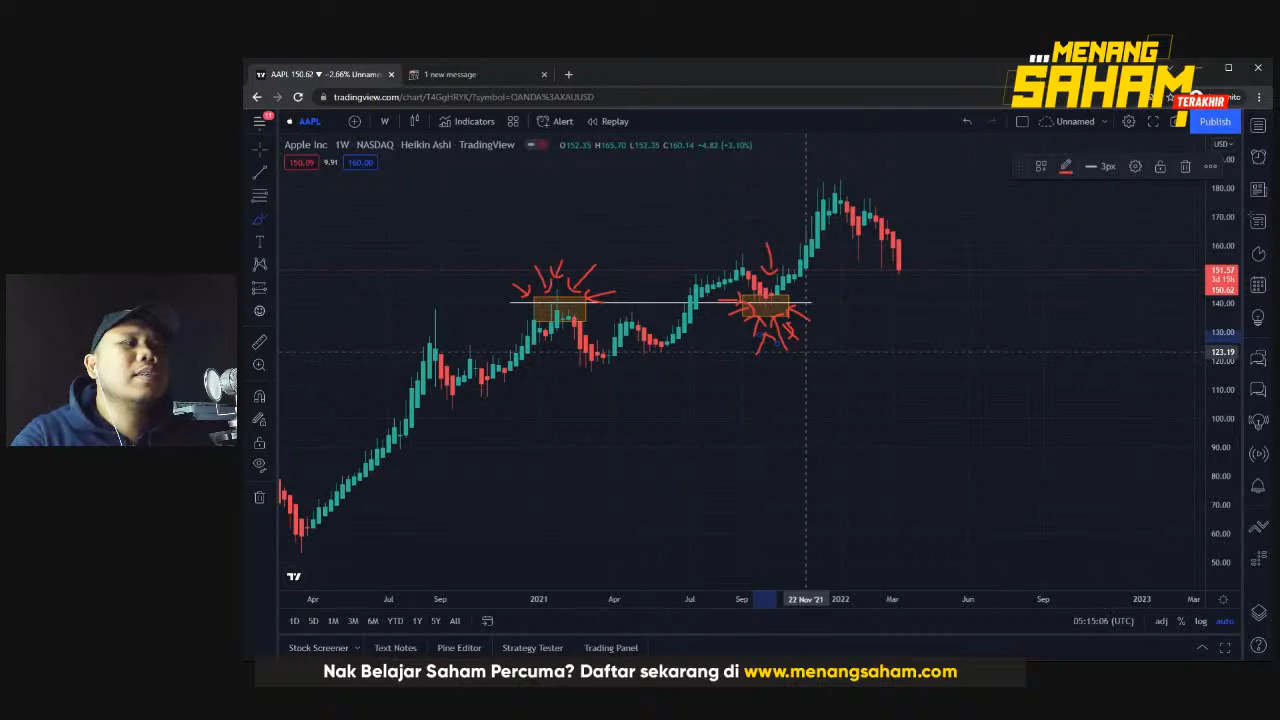 MENANG
SAHAM
TERAKHIR
AAPL 150.62 ▼ −2.66% Unname
1 new message
tradingview.com/chart/T4GgHRYK/?symbol=OANDA%3AXAUUSD
11
AAPL
W
Indicators
Alert
Replay
Unnamed
Publish
Apple Inc 1W NASDAQ Heikin Ashi TradingView
O152.35 H165.70 L152.35 C160.14 +4.82 (+3.10%)
USD
150.09 9.91 160.00
3px
180.00
170.00
160.00
151.57
3d 15h
150.62
140.00
130.00
123.19
110.00
100.00
90.00
80.00
70.00
60.00
50.00
Apr Jul Sep 2021 Apr Jul Sep 22 Nov '21 2022 Mar Jun Sep 2023 Mar
1D 5D 1M 3M 6M YTD 1Y 5Y All
05:15:06 (UTC)
adj % log auto
Stock Screener Text Notes Pine Editor Strategy Tester Trading Panel
Nak Belajar Saham Percuma? Daftar sekarang di www.menangsaham.com